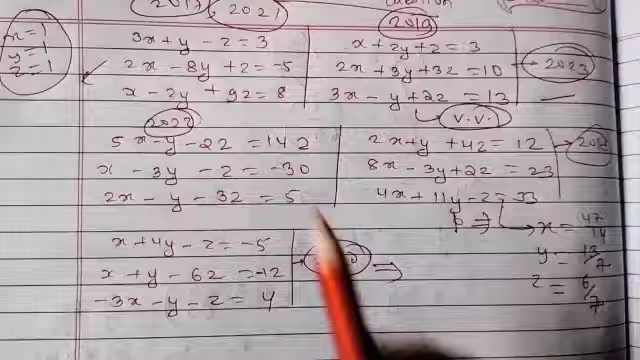 2017, 2021
2019
x=1
y=1
z=1
3x+y-z=3
2x-8y+z=-5
x-2y+9z=8
x+2y+z=3
2x+3y+3z=10
3x-y+2z=13
2023
V.V.I
2022
5x-y-2z=142
x-3y-z=-30
2x-y-3z=5
2x+y+4z=12
8x-3y+2z=23
4x+11y-z=33
x=47/14
y=13/7
z=6/7
x+4y-z=-5
x+y-6z=-12
-3x-y-z=4